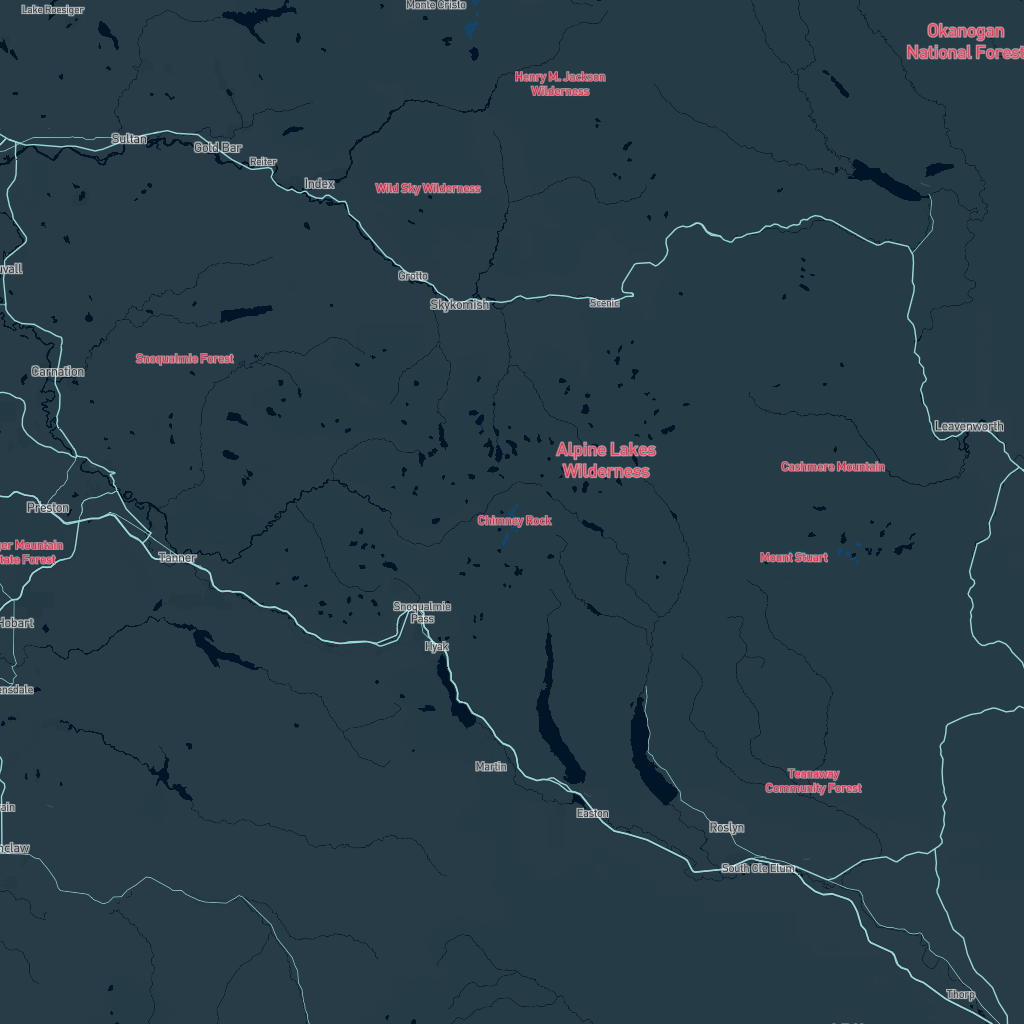 Lake Roesiger
Monte Cristo
Okanogan
National Forest
Henry M. Jackson
Wilderness
Sultan
Gold Bar
Reiter
Index
Wild Sky Wilderness
Grotto
Skykomish
Scenic
Snoqualmie Forest
Carnation
Leavenworth
Alpine Lakes
Wilderness
Cashmere Mountain
Preston
Chimney Rock
Tanner
Mount Stuart
Snoqualmie
Pass
Hobart
Hyak
Martin
Teanaway
Community Forest
Easton
Roslyn
South Cle Elum
Thorp